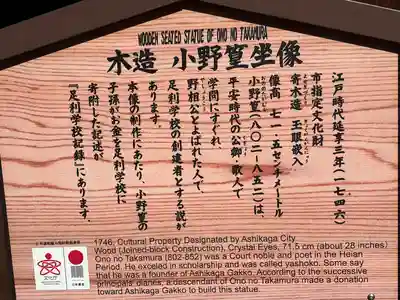 WOODEN SEATED STATUE OF ONO NO TAKAMURA
木造 小野篁坐像
江戸時代延享三年(一七四六)
市指定文化財
寄木造 玉眼嵌入
像高 七一・五センチメートル
小野篁(八〇二―八五二)は、
平安時代の公卿・歌人で
学問にすぐれ、
野相公とよばれた人で、
足利学校の創建者とする説が
あります。
本像の制作にあたり、小野篁の
子孫がお金を足利学校に
寄附した記述が
『足利学校記録』にあります。
1746, Cultural Property Designated by Ashikaga City
Wood (Joined-block Construction), Crystal Eyes, 71.5 cm (about 28 inches)
Ono no Takamura (802-852) was a Court noble and poet in the Heian
Period. He exceled in scholarship and was called yashoko. Some say
that he was a founder of Ashikaga Gakko. According to the successive
principals' diaries, a descendant of Ono no Takamura made a donation
toward Ashikaga Gakko to build this statue.